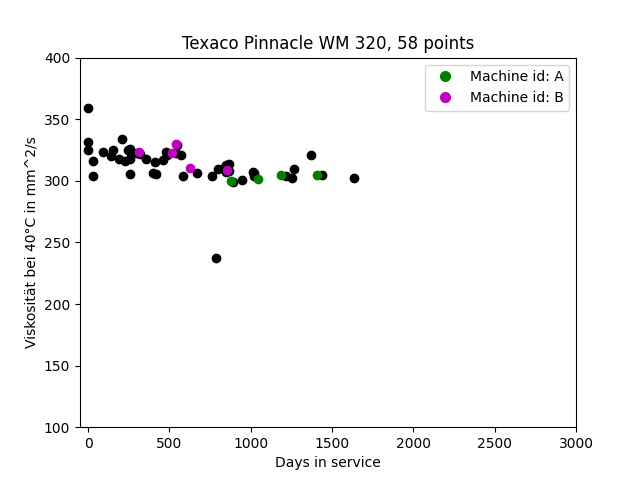 Texaco Pinnacle WM 320, 58 points
Machine id: A
Machine id: B
Viskosität bei 40°C in mm^2/s
400
350
300
250
200
150
100
0 500 1000 1500 2000 2500 3000
Days in service